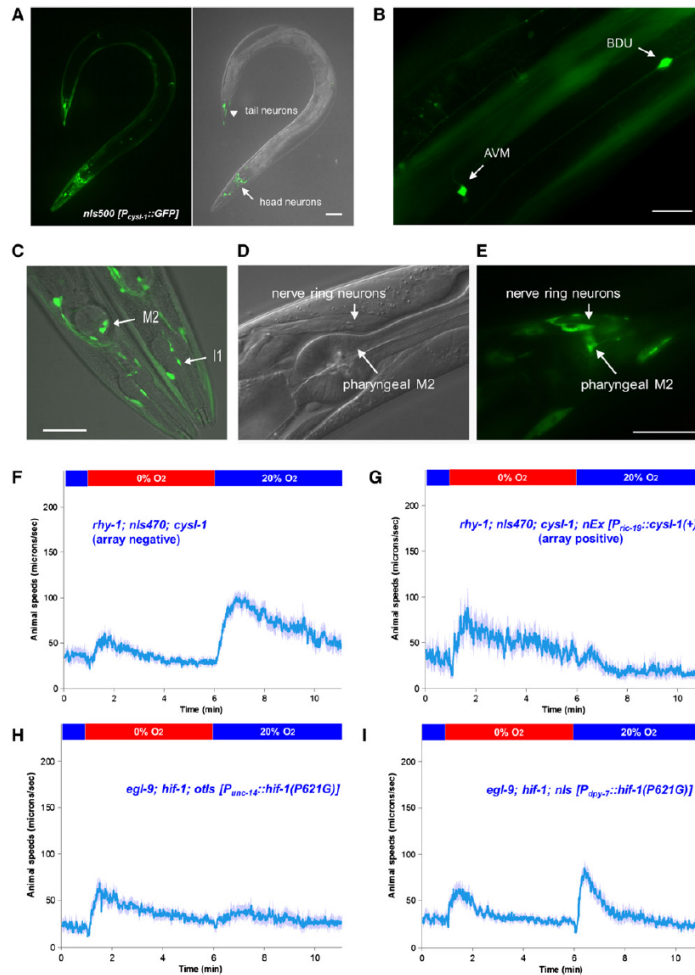 A
nIs500 [Pcysl-1::GFP]
tail neurons
head neurons
B
BDU
AVM
C
M2
I1
D
nerve ring neurons
pharyngeal M2
E
nerve ring neurons
pharyngeal M2
F
0% O2
20% O2
rhy-1; nIs470; cysl-1
(array negative)
Animal speeds (microns/sec)
200
150
100
50
0
0 2 4 6 8 10
Time (min)
G
0% O2
20% O2
rhy-1; nIs470; cysl-1; nEx [Pric-19::cysl-1(+)
(array positive)
Animal speeds (microns/sec)
200
150
100
50
0
0 2 4 6 8 10
Time (min)
H
0% O2
20% O2
egl-9; hif-1; otIs [Punc-14::hif-1(P621G)]
Animal speeds (microns/sec)
200
150
100
50
0
0 2 4 6 8 10
Time (min)
I
0% O2
20% O2
egl-9; hif-1; nIs [Pdpy-7::hif-1(P621G)]
Animal speeds (microns/sec)
200
150
100
50
0
0 2 4 6 8 10
Time (min)